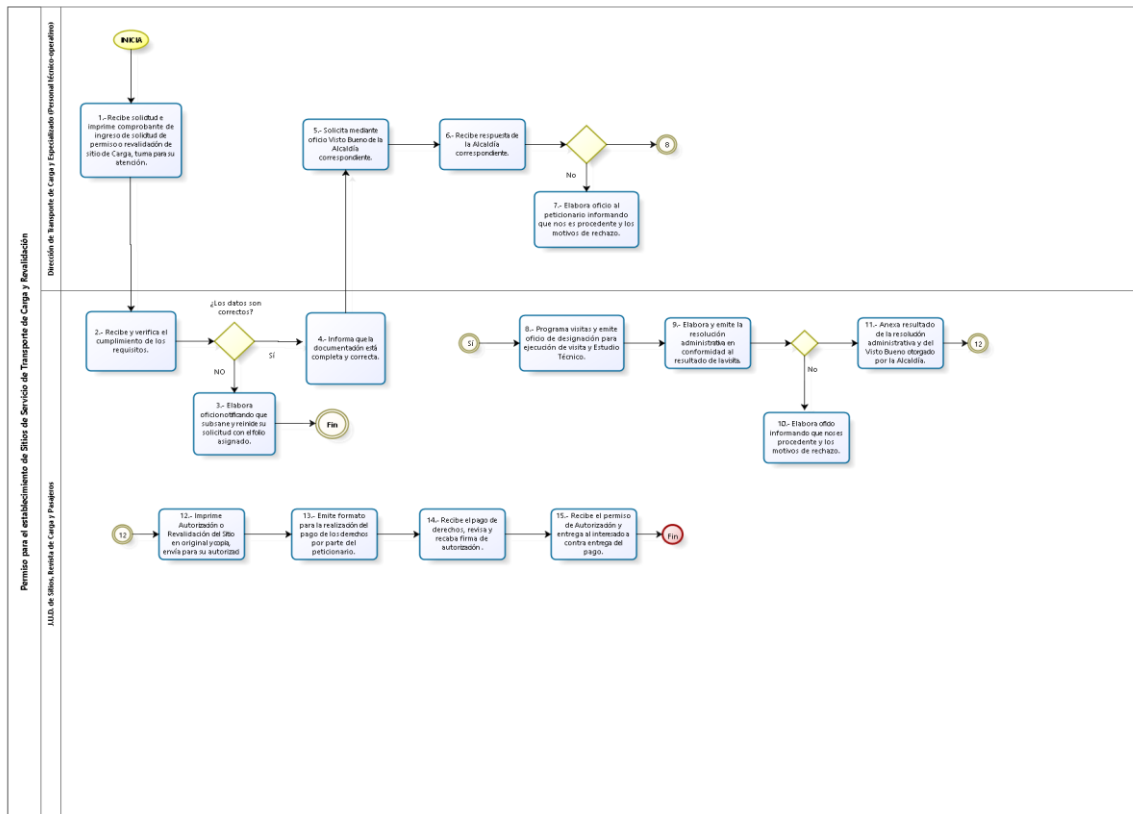 Permiso para el establecimiento de Sitios de Servicio de Transporte de Carga y Revalidación
Dirección de Transporte de Carga y Especializado (Personal técnico-operativo)
INICIA
1.- Recibe solicitud e
imprime comprobante de
ingreso de solicitud de
permiso o revalidación de
sitio de Carga, turna para su
atención.
5.- Solicita mediante
oficio Visto Bueno de la
Alcaldía
correspondiente.
6.- Recibe respuesta de
la Alcaldía
correspondiente.
8
No
7.- Elabora oficio al
peticionario informando
que nos es procedente y los
motivos de rechazo.
J.U.D. de Sitios, Revista de Carga y Pasajeros
2.- Recibe y verifica el
cumplimiento de los
requisitos.
¿Los datos son
correctos?
Sí
NO
4.- Informa que la
documentación está
completa y correcta.
3.- Elabora
oficio notificando que
subsane y reinicie su
solicitud con el folio
asignado.
Fin
Sí
8.- Programa visitas y emite
oficio de designación para
ejecución de visita y Estudio
Técnico.
9.- Elabora y emite la
resolución
administrativa en
conformidad al
resultado de la visita.
No
11.- Anexa resultado
de la resolución
administrativa y del
Visto Bueno otorgado
por la Alcaldía.
12
10.- Elabora oficio
informando que nos es
procedente y los
motivos de rechazo.
12
12.- Imprime
Autorización o
Revalidación del Sitio
en original y copia,
envía para su autorizad
13.- Emite formato
para la realización del
pago de los derechos
por parte del
peticionario.
14.- Recibe el pago de
derechos, revisa y
recaba firma de
autorización .
15.- Recibe el permiso
de Autorización y
entrega al interesado a
contra entrega del
pago.
Fin